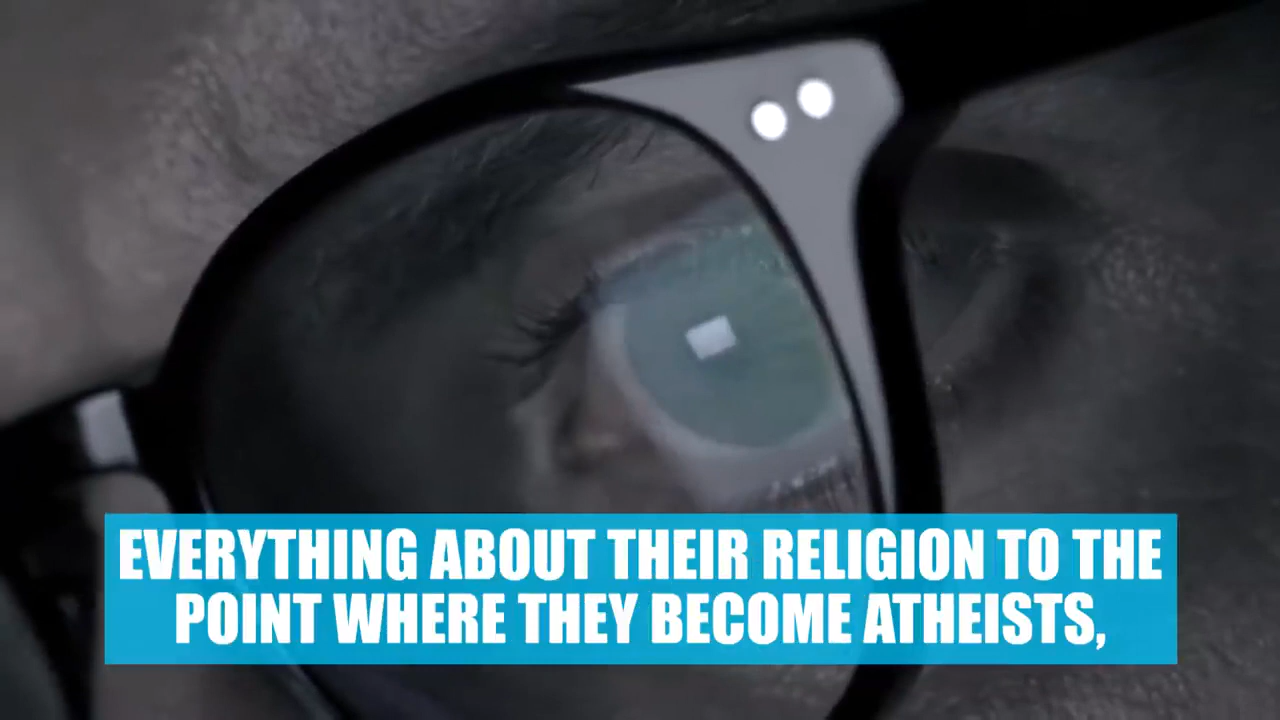 EVERYTHING ABOUT THEIR RELIGION TO THE
POINT WHERE THEY BECOME ATHEISTS,